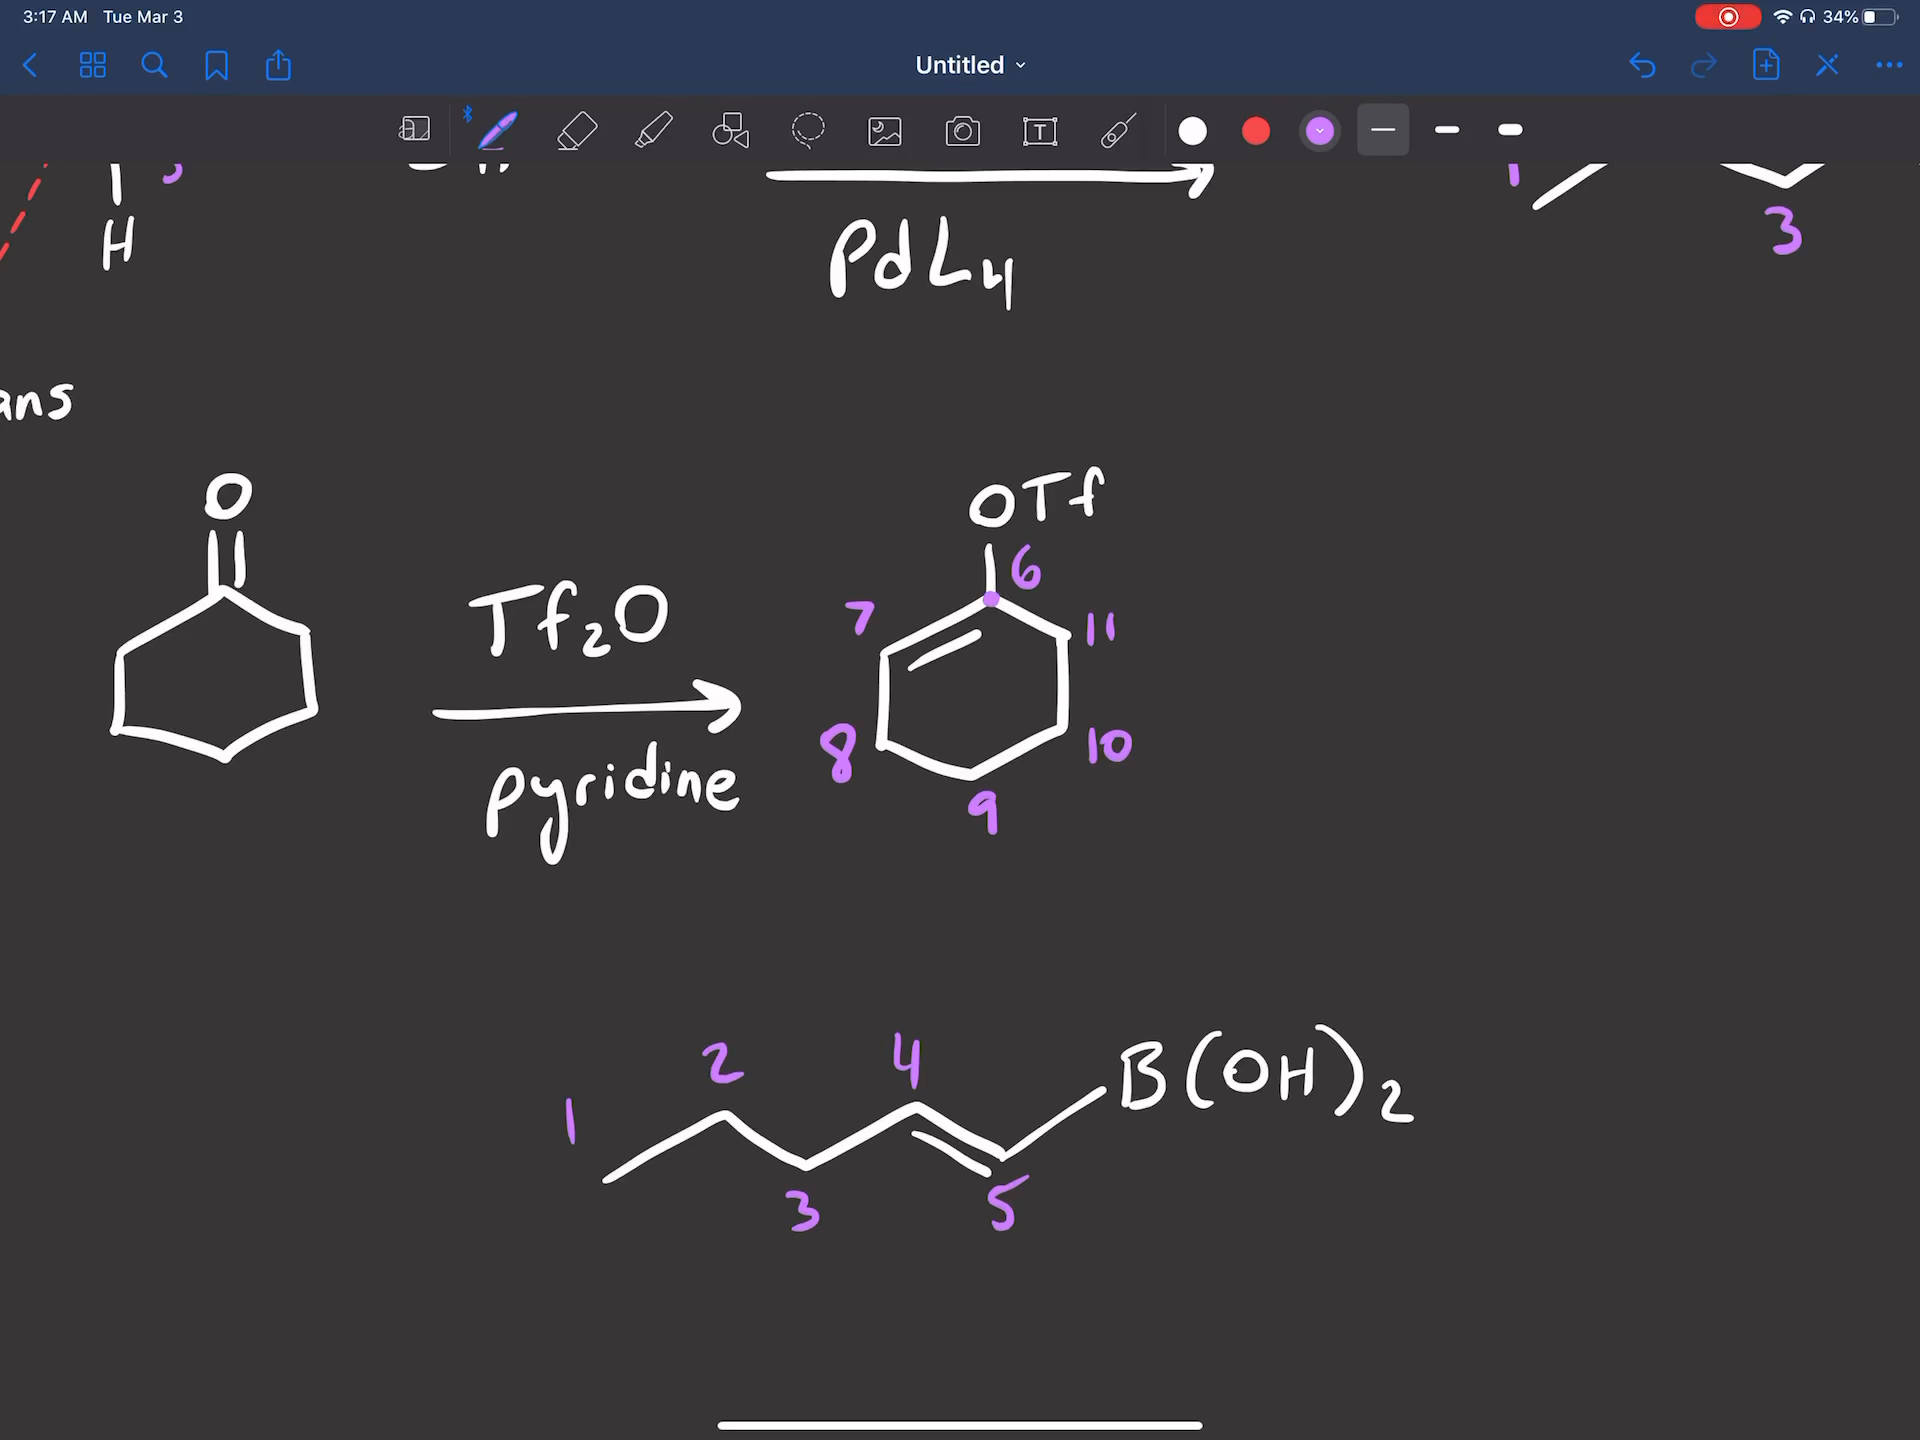 3:17 AM Tue Mar 3
34%
Untitled
T
1
3
H
PdL4
ans
O
Tf₂O
pyridine
OTf
6
7
11
8
10
9
1
2
3
4
5
B(OH)₂